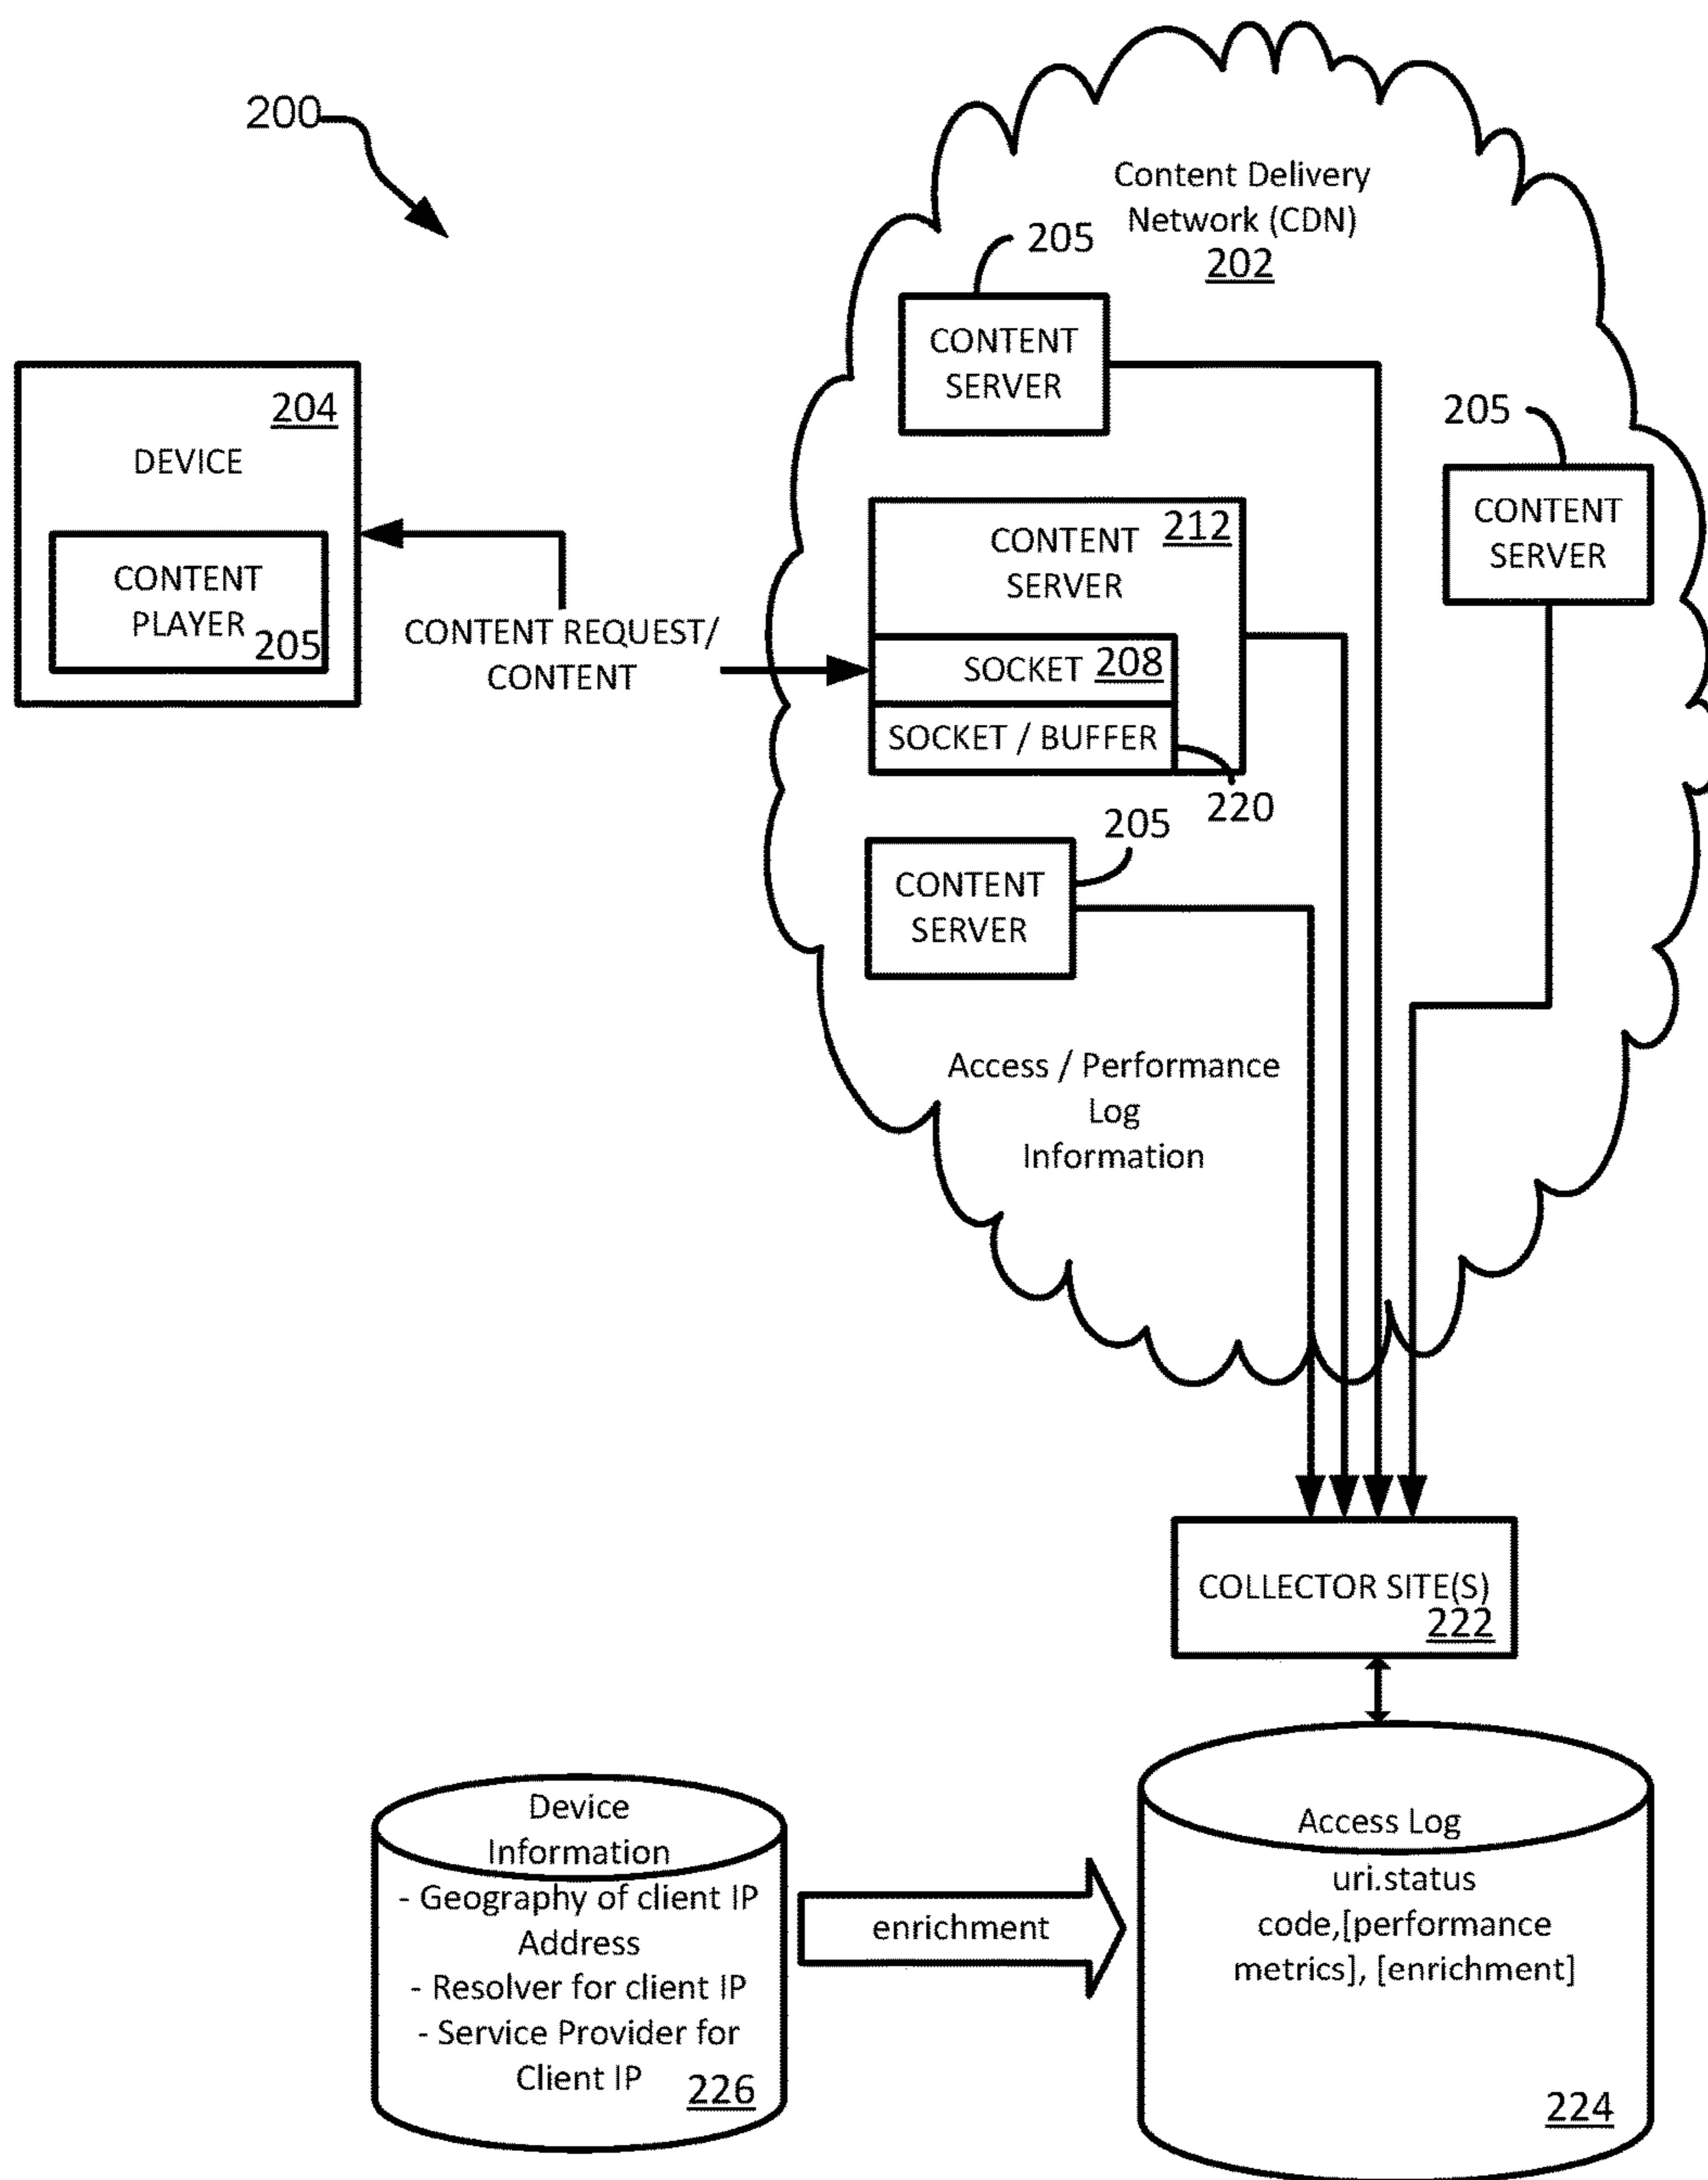 200
Content Delivery
Network (CDN)
202
205
CONTENT
SERVER
205
CONTENT
SERVER
204
DEVICE
CONTENT
PLAYER
205
CONTENT REQUEST/
CONTENT
212
CONTENT
SERVER
SOCKET 208
SOCKET / BUFFER
220
205
CONTENT
SERVER
Access / Performance
Log
Information
COLLECTOR SITE(S)
222
Device
Information
- Geography of client IP
Address
- Resolver for client IP
- Service Provider for
Client IP
226
enrichment
Access Log
uri.status
code,[performance
metrics], [enrichment]
224